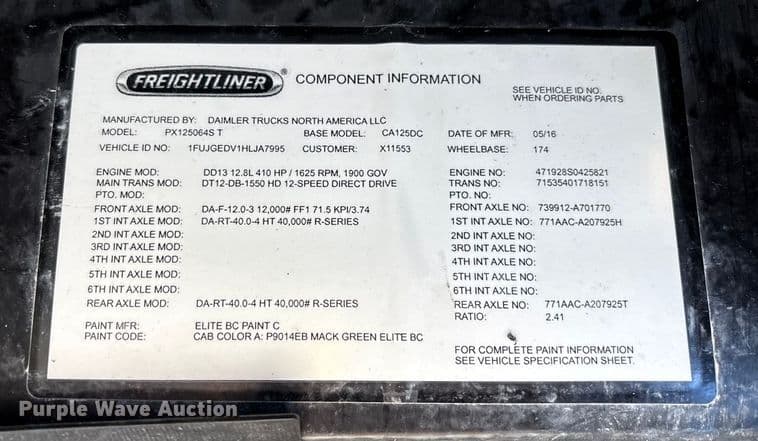 FREIGHTLINER® COMPONENT INFORMATION
SEE VEHICLE ID NO.
WHEN ORDERING PARTS
MANUFACTURED BY: DAIMLER TRUCKS NORTH AMERICA LLC
MODEL: PX125064S T BASE MODEL: CA125DC DATE OF MFR: 05/16
VEHICLE ID NO: 1FUJGEDV1HLJA7995 CUSTOMER: X11553 WHEELBASE: 174
ENGINE MOD: DD13 12.8L 410 HP / 1625 RPM, 1900 GOV ENGINE NO: 471928S0425821
MAIN TRANS MOD: DT12-DB-1550 HD 12-SPEED DIRECT DRIVE TRANS NO: 71535401718151
PTO. MOD: PTO. NO:
FRONT AXLE MOD: DA-F-12.0-3 12,000# FF1 71.5 KPI/3.74 FRONT AXLE NO: 739912-A701770
1ST INT AXLE MOD: DA-RT-40.0-4 HT 40,000# R-SERIES 1ST INT AXLE NO: 771AAC-A207925H
2ND INT AXLE MOD: 2ND INT AXLE NO:
3RD INT AXLE MOD: 3RD INT AXLE NO:
4TH INT AXLE MOD: 4TH INT AXLE NO:
5TH INT AXLE MOD: 5TH INT AXLE NO:
6TH INT AXLE MOD: 6TH INT AXLE NO:
REAR AXLE MOD: DA-RT-40.0-4 HT 40,000# R-SERIES REAR AXLE NO: 771AAC-A207925T
RATIO: 2.41
PAINT MFR: ELITE BC PAINT C
PAINT CODE: CAB COLOR A: P9014EB MACK GREEN ELITE BC
FOR COMPLETE PAINT INFORMATION
SEE VEHICLE SPECIFICATION SHEET.
Purple Wave Auction